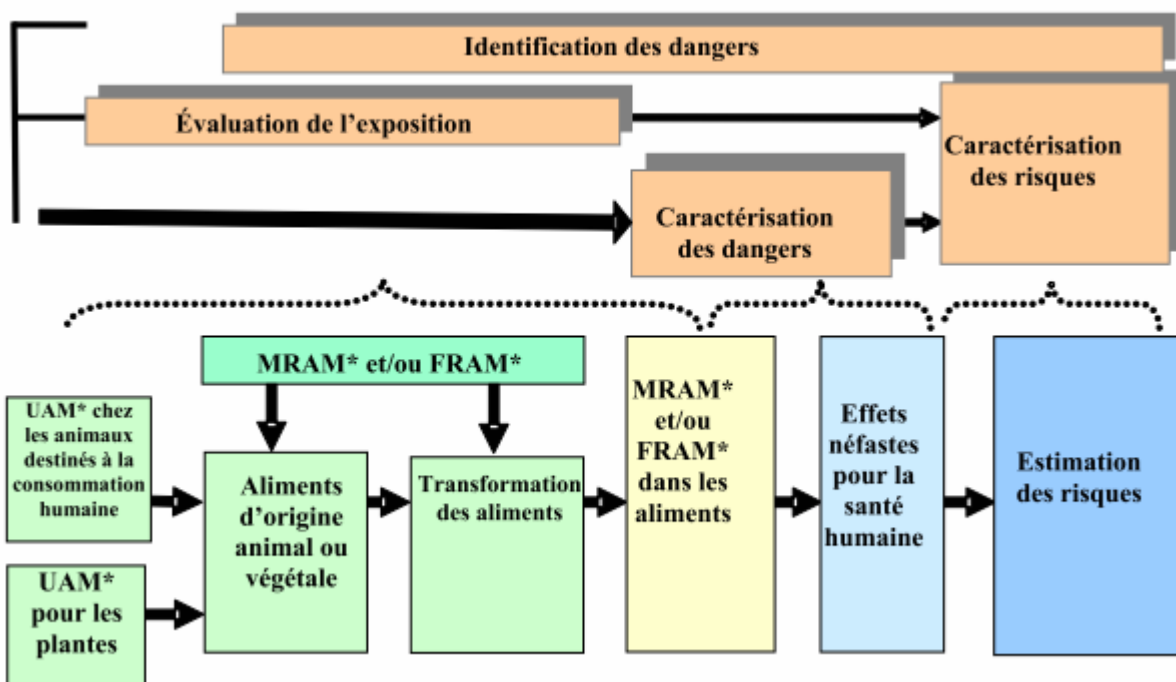 Identification des dangers
Évaluation de l’exposition
Caractérisation
des risques
Caractérisation
des dangers
MRAM* et/ou FRAM*
UAM* chez
les animaux
destinés à la
consommation
humaine
UAM*
pour les
plantes
Aliments
d’origine
animal ou
végétale
Transformation
des aliments
MRAM*
et/ou
FRAM*
dans les
aliments
Effets
néfastes
pour la
santé
humaine
Estimation
des risques